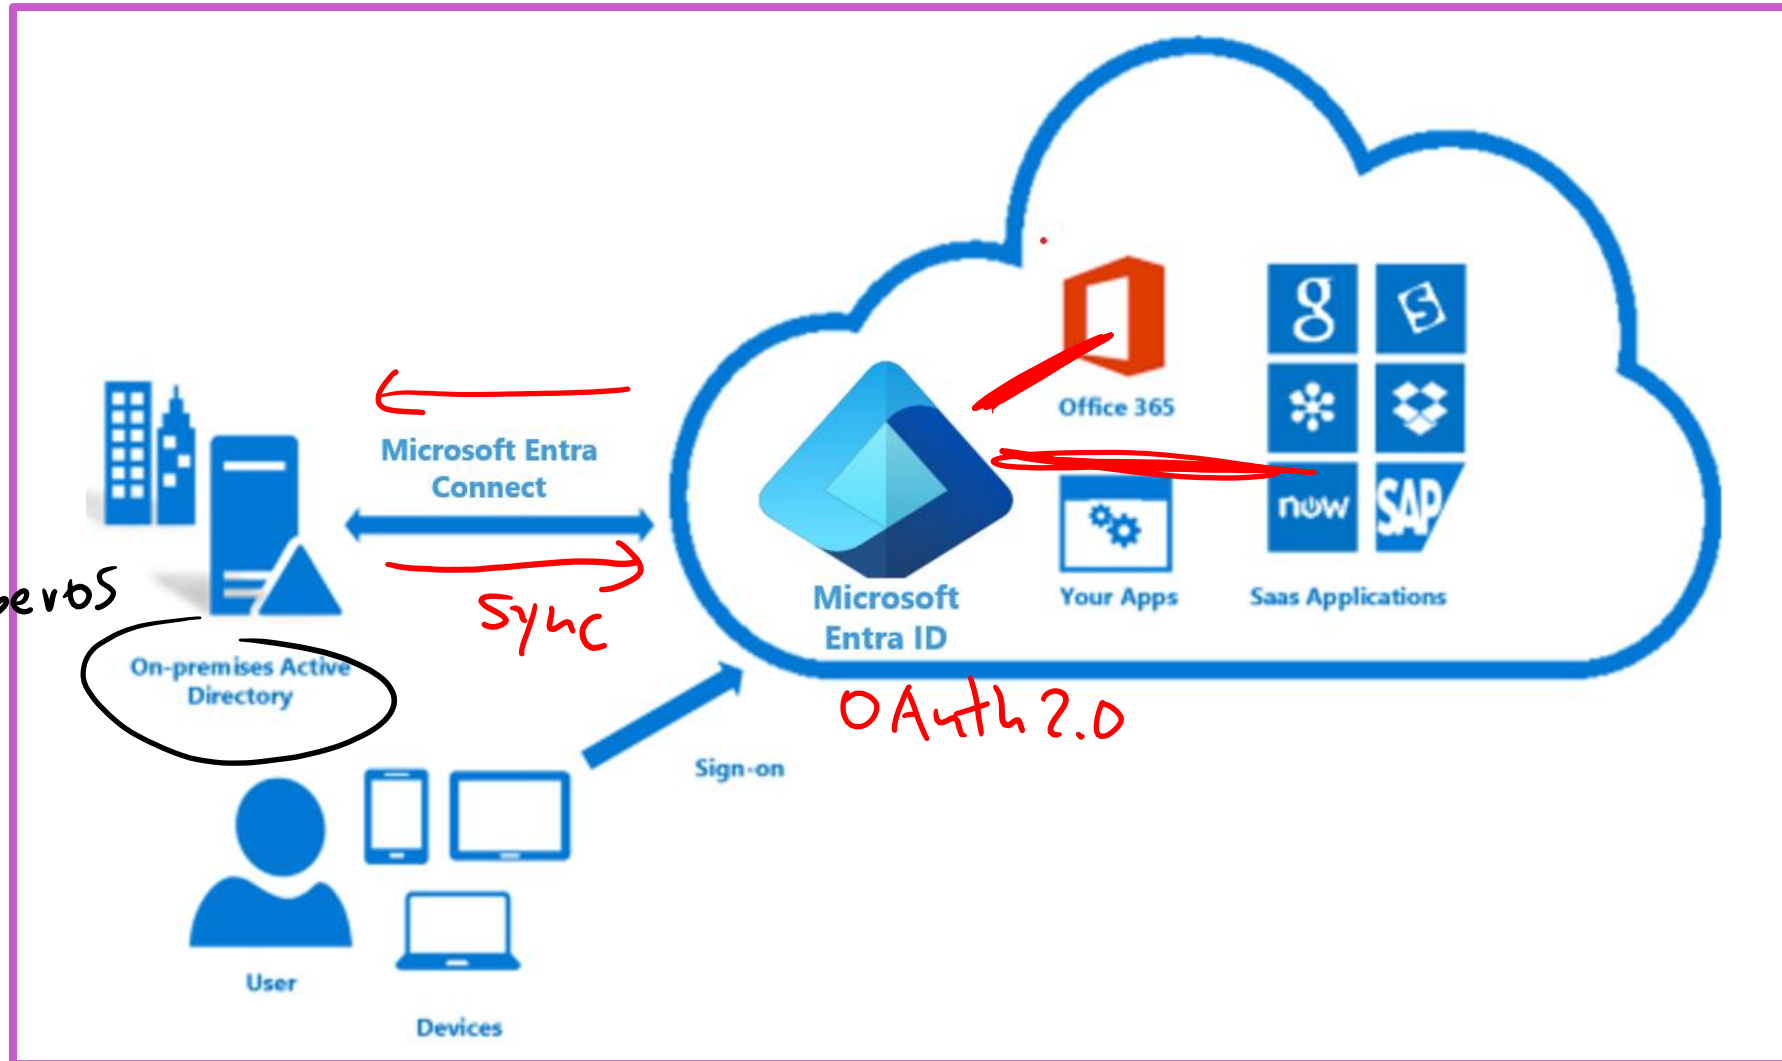 Office 365
g
S
Microsoft Entra
Connect
now
SAP
Sync
Microsoft
Entra ID
Your Apps
Saas Applications
On-premises Active
Directory
OAuth 2.0
Sign-on
User
Devices